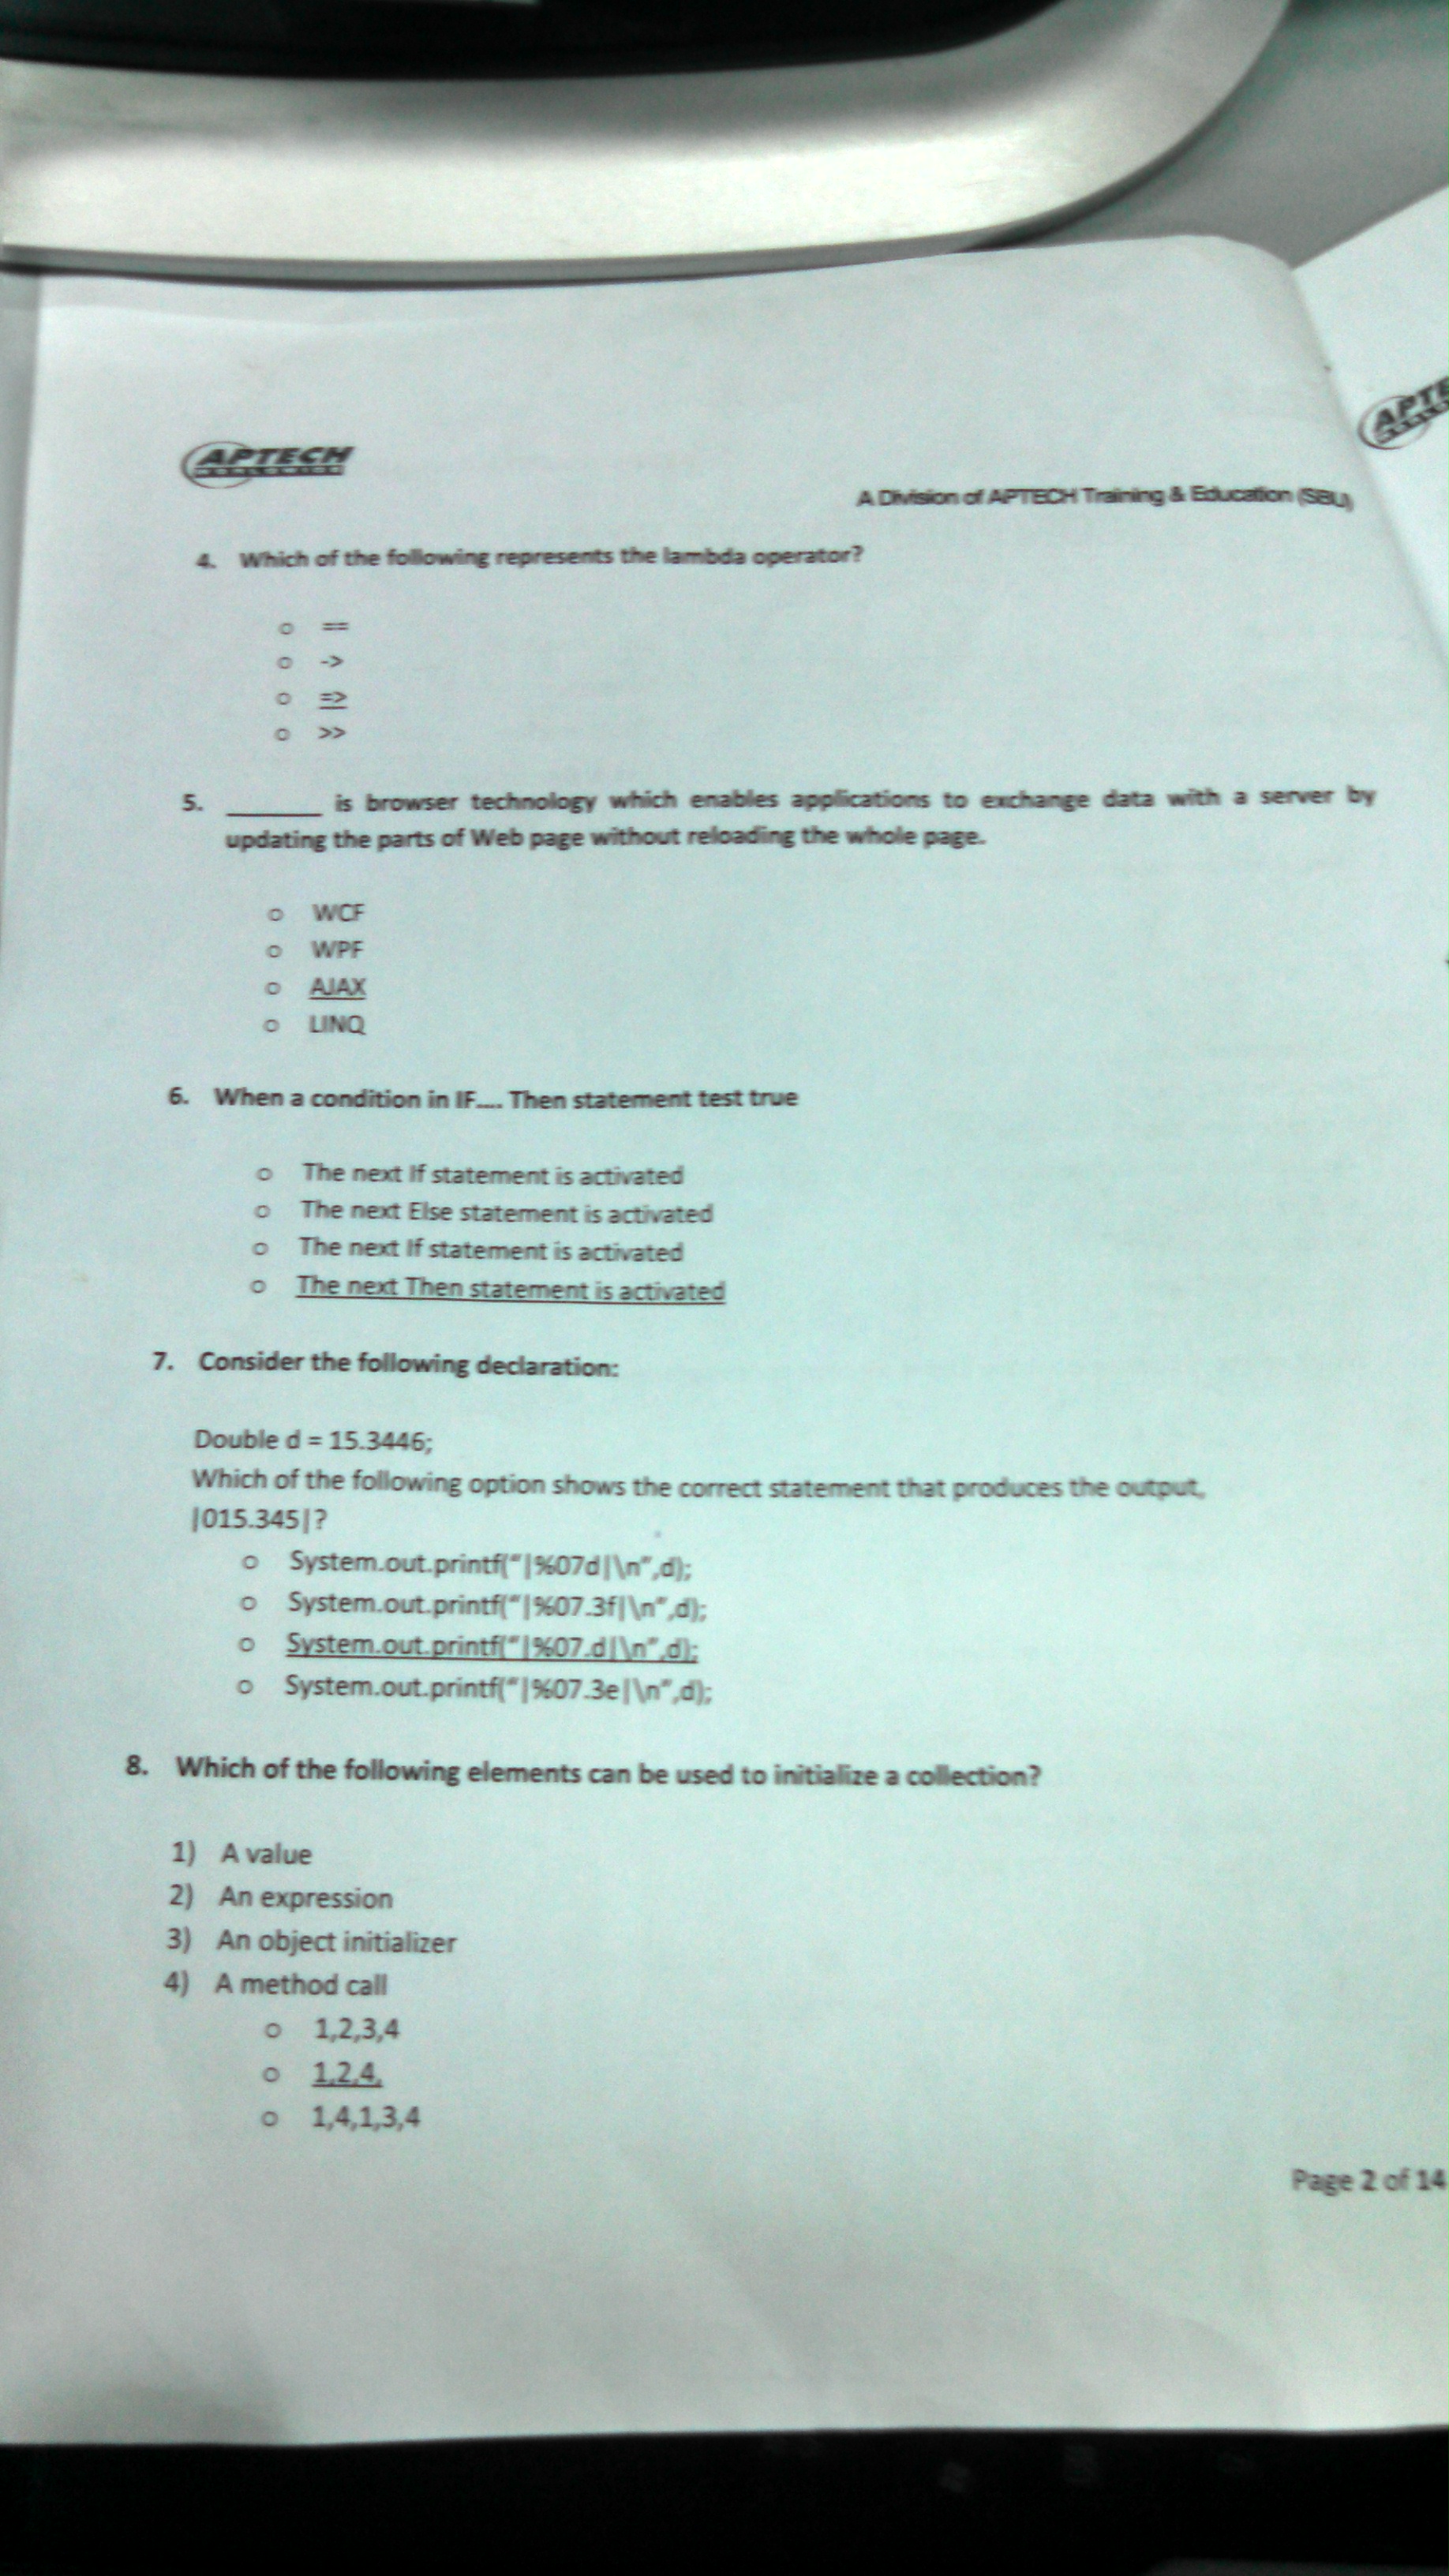 APTECH
WORLDWIDE
APTE
A Division of APTECH Training & Education (SBU)
4. Which of the following represents the lambda operator?
○ ==
○ ->
○ =>
○ >>
5. _______ is browser technology which enables applications to exchange data with a server by
updating the parts of Web page without reloading the whole page.
○ WCF
○ WPF
○ AJAX
○ LINQ
6. When a condition in IF.... Then statement test true
○ The next If statement is activated
○ The next Else statement is activated
○ The next If statement is activated
○ The next Then statement is activated
7. Consider the following declaration:
Double d = 15.3446;
Which of the following option shows the correct statement that produces the output,
|015.345|?
○ System.out.printf("|%07d|\n",d);
○ System.out.printf("|%07.3f|\n",d);
○ System.out.printf("|%07.d|\n",d);
○ System.out.printf("|%07.3e|\n",d);
8. Which of the following elements can be used to initialize a collection?
1) A value
2) An expression
3) An object initializer
4) A method call
○ 1,2,3,4
○ 1,2,4,
○ 1,4,1,3,4
Page 2 of 14